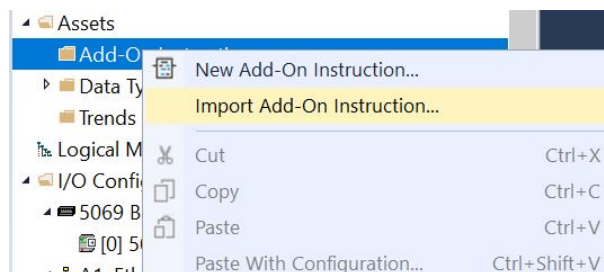 Assets
Add-O
New Add-On Instruction...
Data Ty
Import Add-On Instruction...
Trends
Logical M
Cut Ctrl+X
I/O Confi
Copy Ctrl+C
5069 B
Paste Ctrl+V
[0] 5
Paste With Configuration... Ctrl+Shift+V